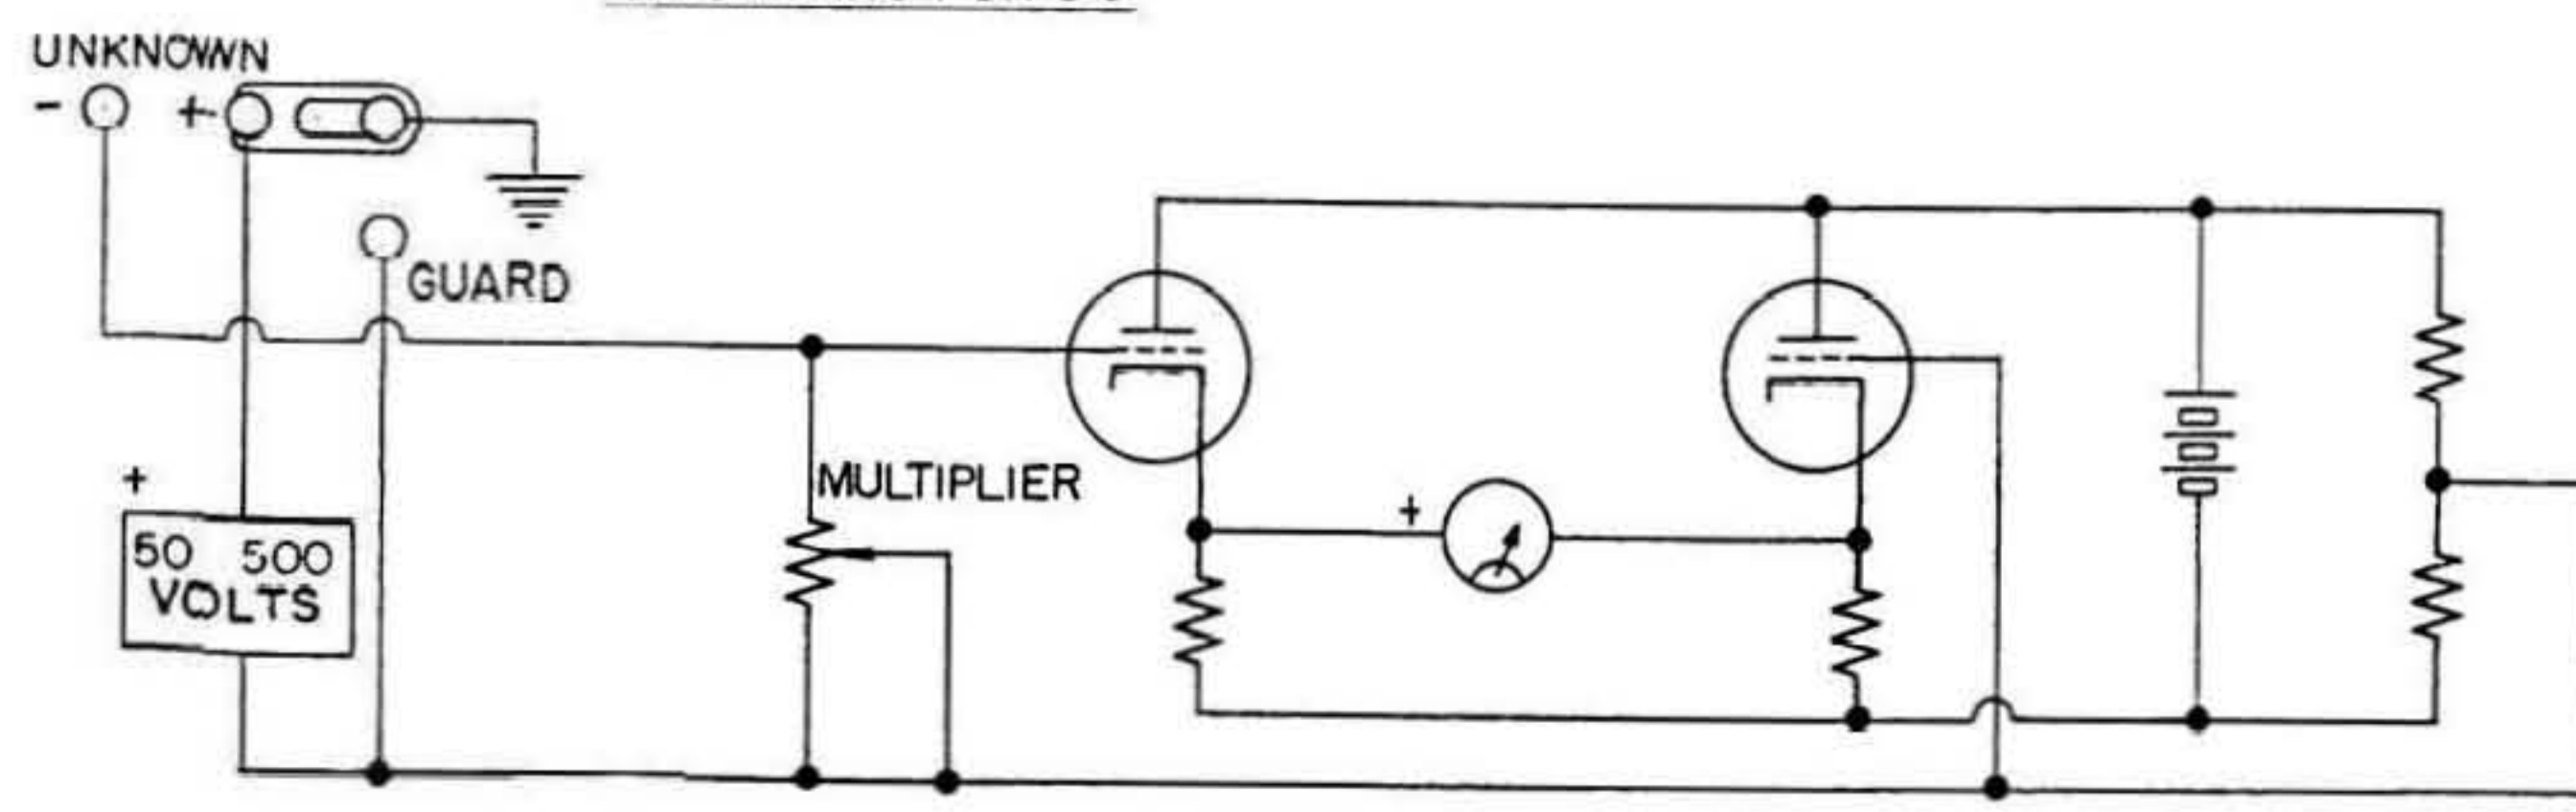 UNKNOWN
- +
GUARD
+
50 500
VOLTS
MULTIPLIER
+